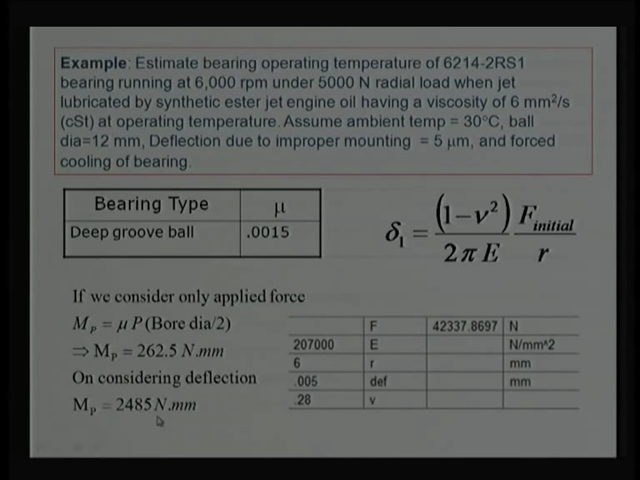 Example: Estimate bearing operating temperature of 6214-2RS1
bearing running at 6,000 rpm under 5000 N radial load when jet
lubricated by synthetic ester jet engine oil having a viscosity of 6 mm²/s
(cSt) at operating temperature. Assume ambient temp = 30°C, ball
dia=12 mm, Deflection due to improper mounting = 5 μm, and forced
cooling of bearing.
Bearing Type μ
Deep groove ball .0015
δ₁ = (1−ν²) / 2πE F_initial / r
If we consider only applied force
M_P = μ P (Bore dia/2)
⇒ M_P = 262.5 N.mm
On considering deflection
M_P = 2485 N.mm
F 42337.8697 N
207000 E N/mm^2
6 r mm
.005 def mm
.28 v